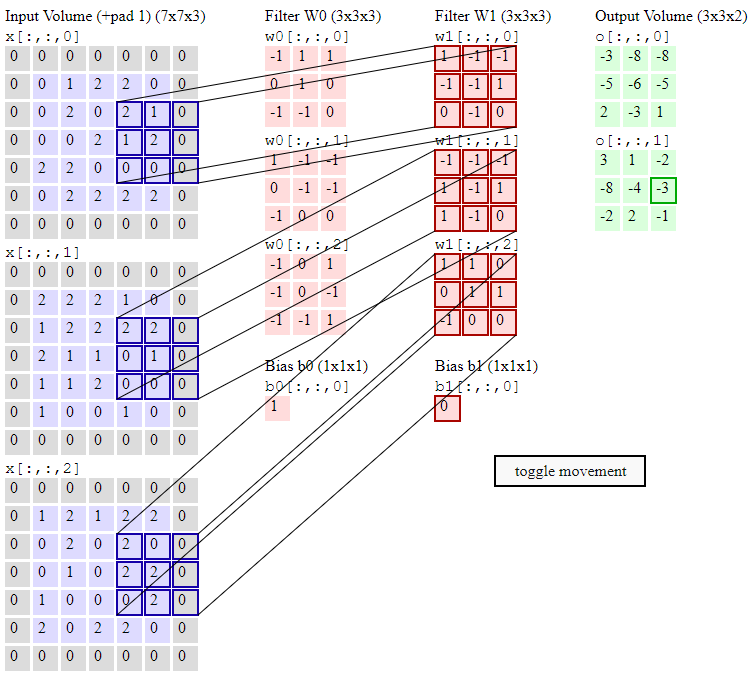 Input Volume (+pad 1) (7x7x3)
x[:,:,0]
0 0 0 0 0 0 0
0 0 1 2 2 0 0
0 0 2 0 2 1 0
0 0 0 2 1 2 0
0 2 2 0 0 0 0
0 0 2 2 2 2 0
0 0 0 0 0 0 0
x[:,:,1]
0 0 0 0 0 0 0
0 2 2 2 1 0 0
0 1 2 2 2 2 0
0 2 1 1 0 1 0
0 1 1 2 0 0 0
0 1 0 0 1 0 0
0 0 0 0 0 0 0
x[:,:,2]
0 0 0 0 0 0 0
0 1 2 1 2 2 0
0 0 2 0 2 0 0
0 0 1 0 2 2 0
0 1 0 0 0 2 0
0 2 0 2 2 0 0
0 0 0 0 0 0 0
Filter W0 (3x3x3)
w0[:,:,0]
-1 1 1
0 1 0
-1 -1 0
w0[:,:,1]
1 -1 -1
0 -1 -1
-1 0 0
w0[:,:,2]
-1 0 1
-1 0 -1
-1 -1 1
Bias b0 (1x1x1)
b0[:,:,0]
1
Filter W1 (3x3x3)
w1[:,:,0]
1 -1 -1
-1 -1 1
0 -1 0
w1[:,:,1]
-1 -1 -1
1 -1 1
1 -1 0
w1[:,:,2]
1 1 0
0 1 1
-1 0 0
Bias b1 (1x1x1)
b1[:,:,0]
0
Output Volume (3x3x2)
o[:,:,0]
-3 -8 -8
-5 -6 -5
2 -3 1
o[:,:,1]
3 1 -2
-8 -4 -3
-2 2 -1
toggle movement